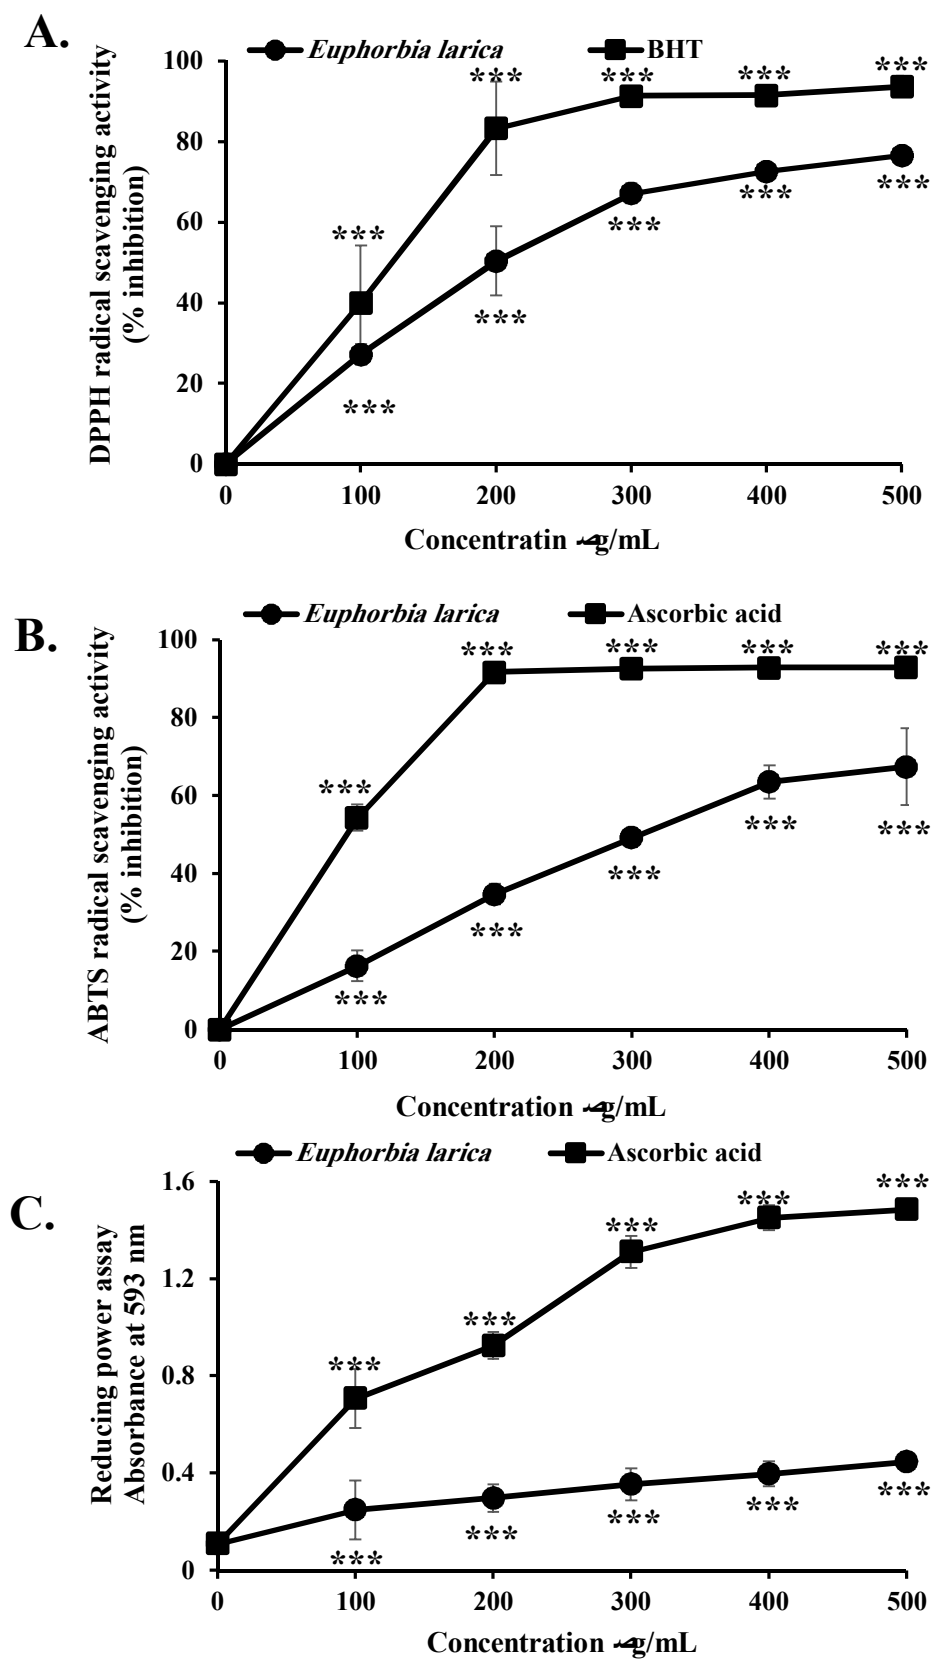 A.
Euphorbia larica BHT
DPPH radical scavenging activity
(% inhibition)
100
80
60
40
20
0
*** *** *** *** ***
*** *** *** *** ***
0 100 200 300 400 500
Concentratin g/mL
B.
Euphorbia larica Ascorbic acid
ABTS radical scavenging activity
(% inhibition)
100
80
60
40
20
0
*** *** *** *** ***
*** *** *** *** ***
0 100 200 300 400 500
Concentration g/mL
C.
Euphorbia larica Ascorbic acid
Reducing power assay
Absorbance at 593 nm
1.6
1.2
0.8
0.4
0
*** *** *** *** ***
*** *** *** *** ***
0 100 200 300 400 500
Concentration g/mL